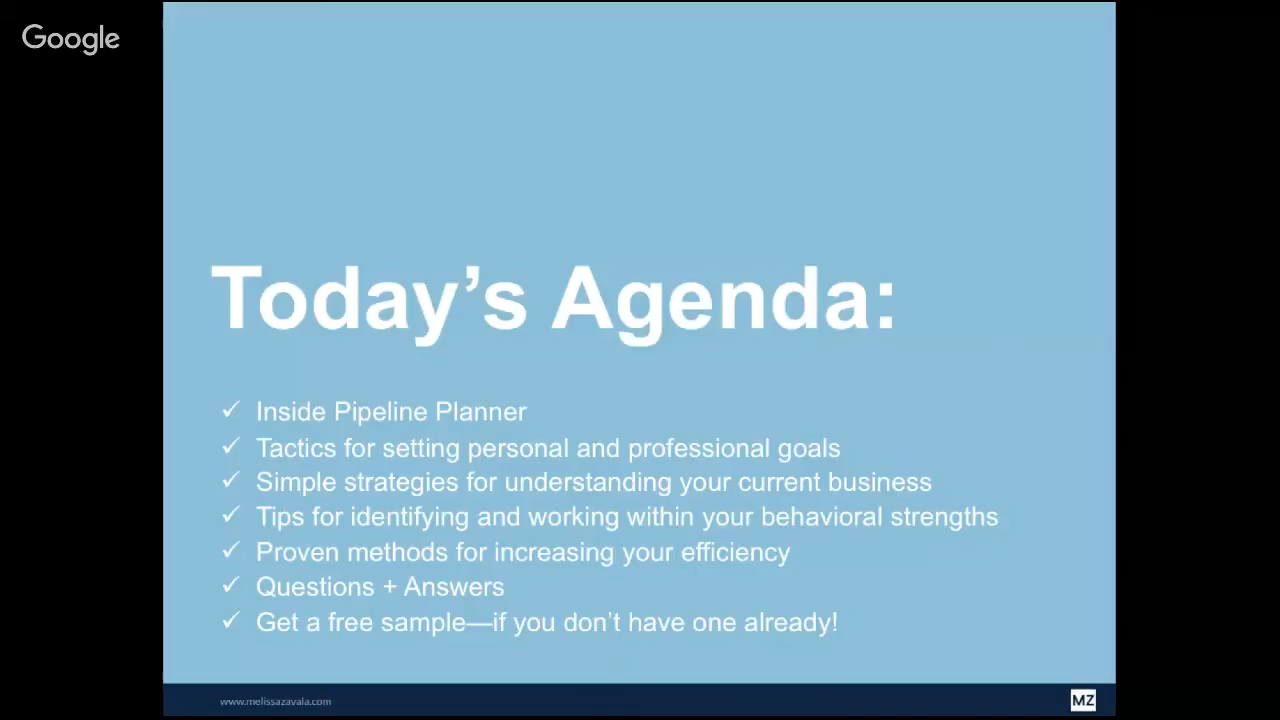 Google
Today’s Agenda:
✓ Inside Pipeline Planner
✓ Tactics for setting personal and professional goals
✓ Simple strategies for understanding your current business
✓ Tips for identifying and working within your behavioral strengths
✓ Proven methods for increasing your efficiency
✓ Questions + Answers
✓ Get a free sample—if you don’t have one already!
www.melissazavala.com
MZ